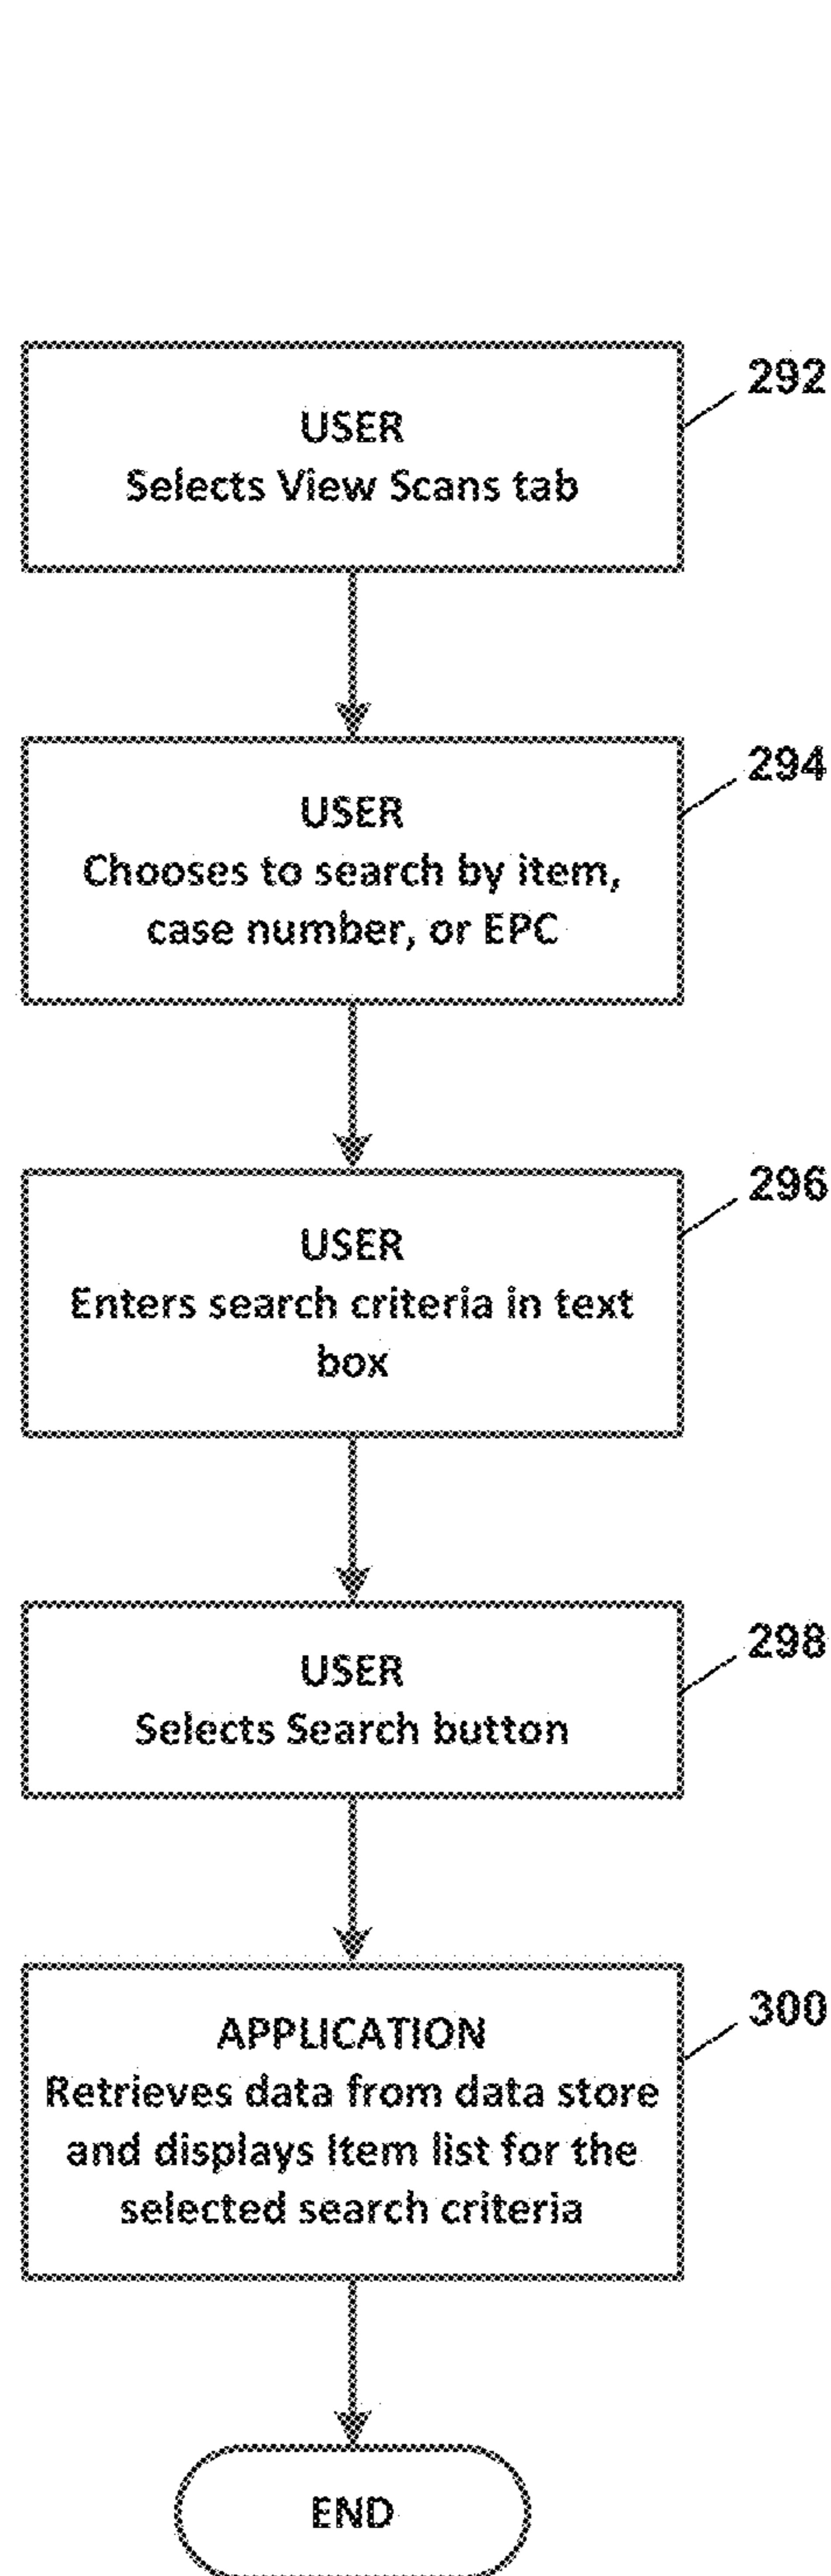 292
USER
Selects View Scans tab
294
USER
Chooses to search by item,
case number, or EPC
296
USER
Enters search criteria in text
box
298
USER
Selects Search button
300
APPLICATION
Retrieves data from data store
and displays Item list for the
selected search criteria
END